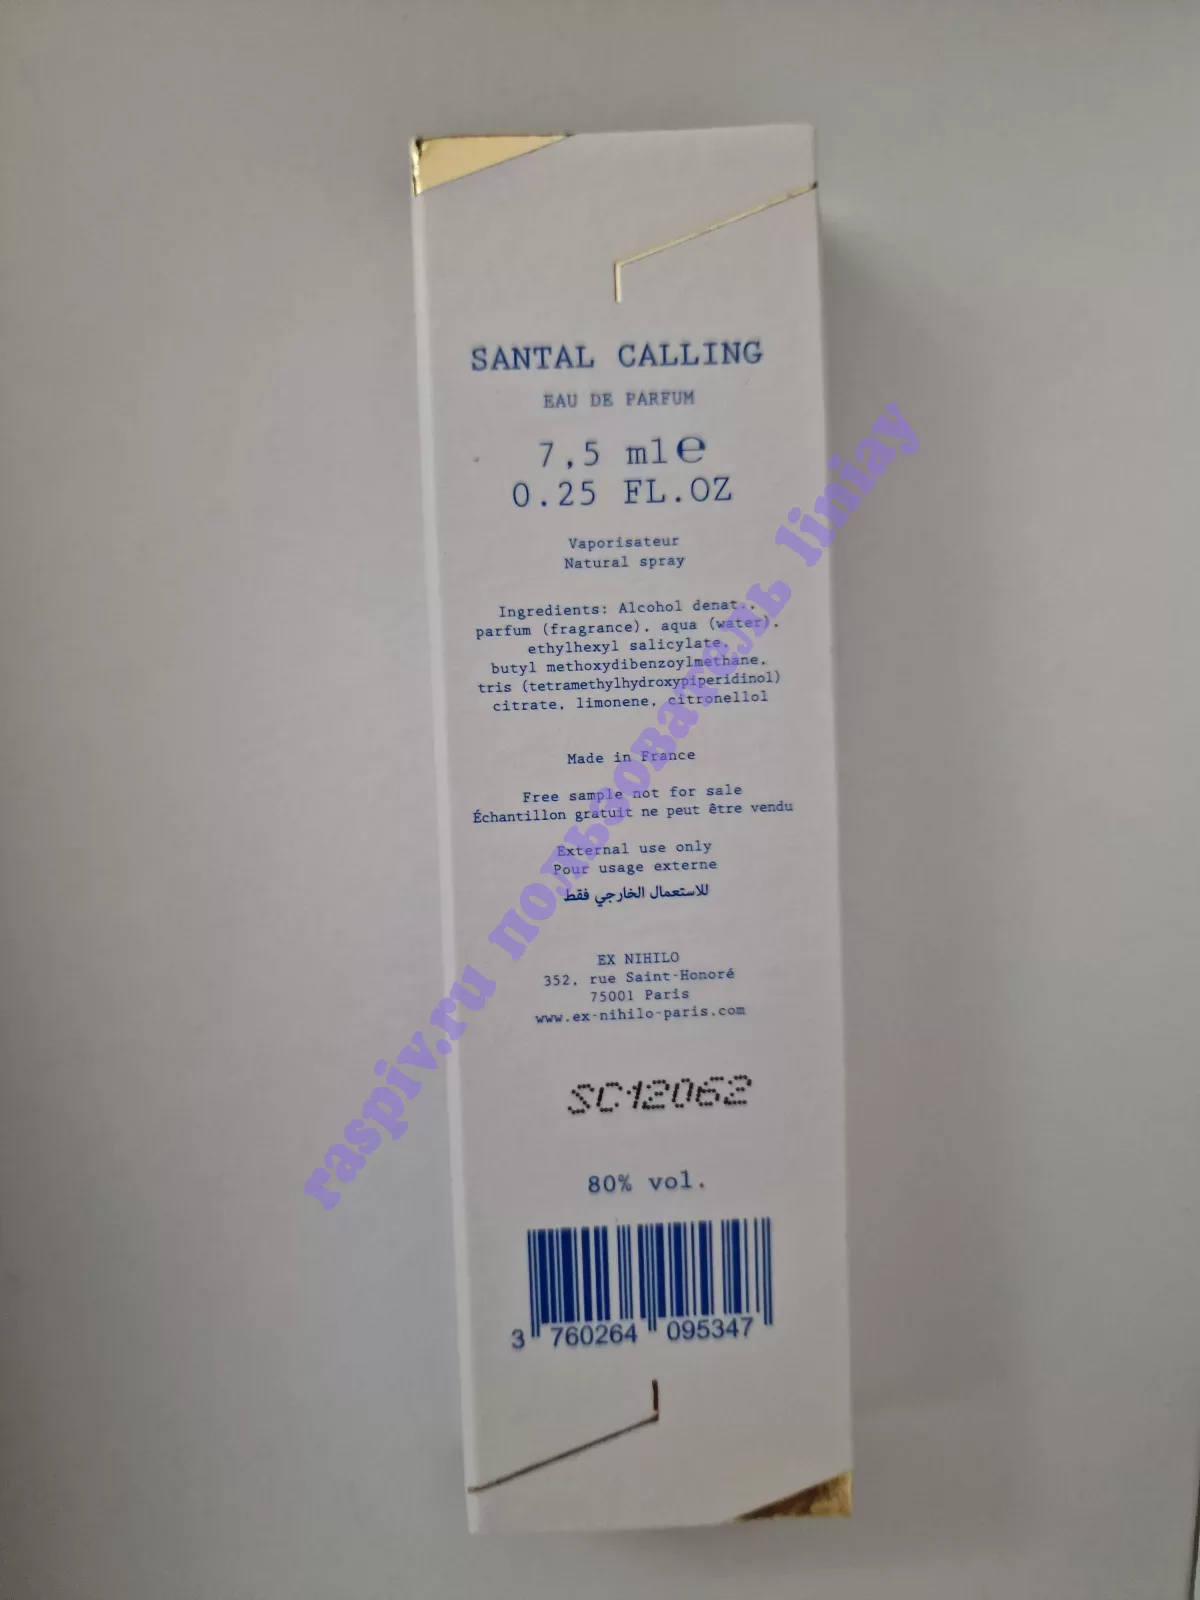 SANTAL CALLING
EAU DE PARFUM
7,5 ml℮
0.25 FL.OZ
Vaporisateur
Natural spray
Ingredients: Alcohol denat.,
parfum (fragrance), aqua (water),
ethylhexyl salicylate,
butyl methoxydibenzoylmethane,
tris (tetramethylhydroxypiperidinol)
citrate, limonene, citronellol
Made in France
Free sample not for sale
Échantillon gratuit ne peut être vendu
External use only
Pour usage externe
للاستعمال الخارجي فقط
EX NIHILO
352, rue Saint-Honoré
75001 Paris
www.ex-nihilo-paris.com
SC12062
80% vol.
3 760264 095347
raspiv.ru пользователь liniay